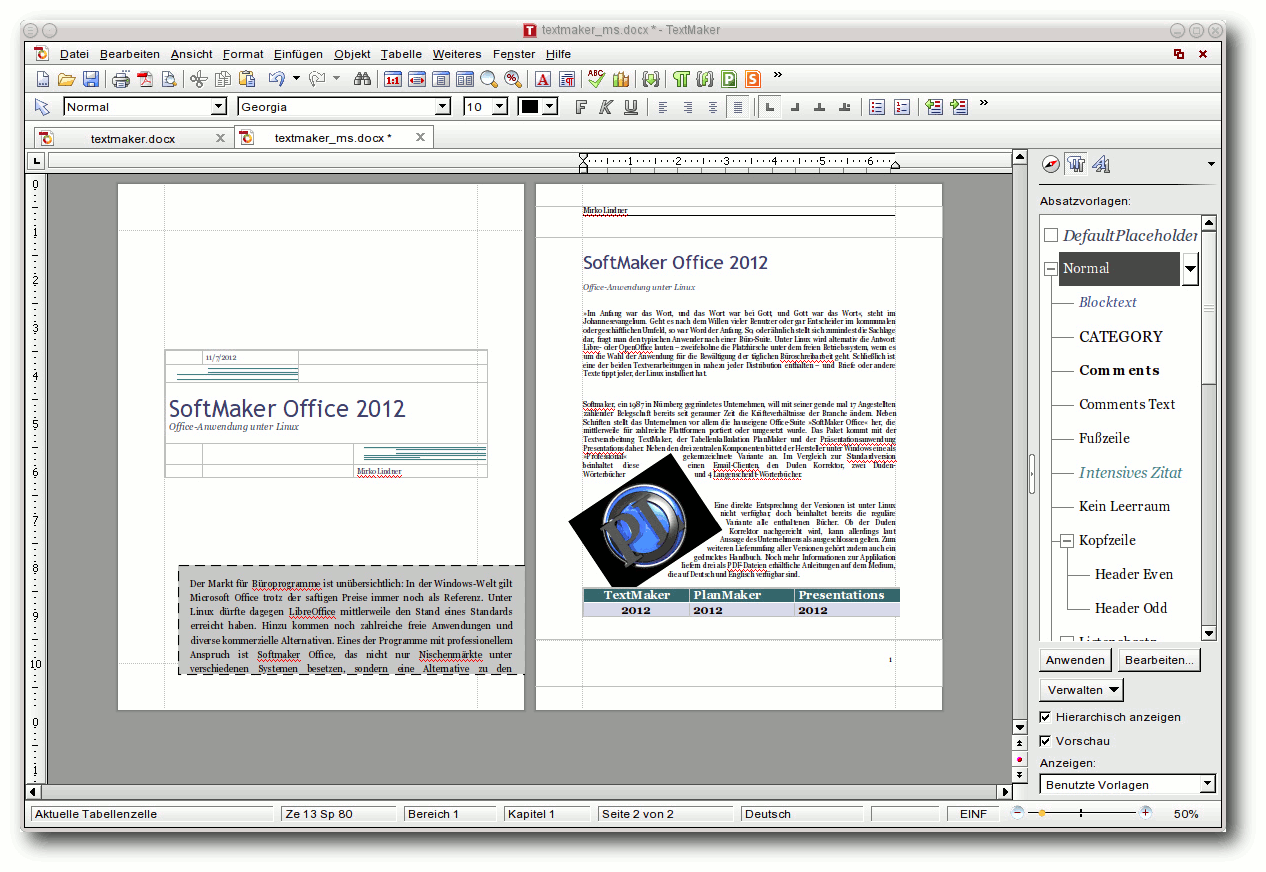 textmaker_ms.docx * - TextMaker
Datei Bearbeiten Ansicht Format Einfügen Objekt Tabelle Weiteres Fenster Hilfe
Normal Georgia 10 F K U
textmaker.docx textmaker_ms.docx *
Absatzvorlagen:
DefaultPlaceholder
Normal
Blocktext
CATEGORY
Comments
Comments Text
Fußzeile
Intensives Zitat
Kein Leerraum
Kopfzeile
Header Even
Header Odd
Anwenden Bearbeiten...
Verwalten
Hierarchisch anzeigen
Vorschau
Anzeigen:
Benutzte Vorlagen
11/7/2012
SoftMaker Office 2012
Office-Anwendung unter Linux
Mirko Lindner
Der Markt für Büroprogramme ist unübersichtlich: In der Windows-Welt gilt
Microsoft Office trotz der saftigen Preise immer noch als Referenz. Unter
Linux dürfte dagegen LibreOffice mittlerweile den Stand eines Standards
erreicht haben. Hinzu kommen noch zahlreiche freie Anwendungen und
diverse kommerzielle Alternativen. Eines der Programme mit professionellem
Anspruch ist Softmaker Office, das nicht nur Nischenmärkte unter
verschiedenen Systemen besetzen, sondern eine Alternative zu den
Mirko Lindner
SoftMaker Office 2012
Office-Anwendung unter Linux
»Im Anfang war das Wort, und das Wort war bei Gott, und Gott war das Wort«, steht im
Johannesevangelium. Geht es nach dem Willen vieler Benutzer oder gar Entscheider im kommunalen
oder geschäftlichen Umfeld, so war Word der Anfang. So, oder ähnlich stellt sich zumindest die Sachlage
dar, fragt man den typischen Anwender nach einer Büro-Suite. Unter Linux wird alternativ die Antwort
Libre- oder OpenOffice lauten – zweifelsohne die Platzhirsche unter dem freien Betriebssystem, wenn es
um die Wahl der Anwendung für die Bewältigung der täglichen Büroschreibarbeit geht. Schließlich ist
eine der beiden Textverarbeitungen in nahezu jeder Distribution enthalten – und Briefe oder andere
Texte tippt jeder, der Linux installiert hat.
Softmaker, ein 1987 in Nürnberg gegründetes Unternehmen, will mit seiner gerade mal 17 Angestellten
zählender Belegschaft bereits seit geraumer Zeit die Kräfteverhältnisse der Branche ändern. Neben
Schriften stellt das Unternehmen vor allem die hauseigene Office-Suite »SoftMaker Office« her, die
mittlerweile für zahlreiche Plattformen portiert oder umgesetzt wurde. Das Paket kommt mit der
Textverarbeitung TextMaker, der Tabellenkalkulation PlanMaker und der Präsentationsanwendung
Presentations daher. Neben den drei zentralen Komponenten bittet der Hersteller unter Windows eine als
»Professional« gekennzeichnete Variante an. Im Vergleich zur Standardversion
beinhaltet diese einen Email-Clienten, den Duden Korrektor, zwei Duden-
Wörterbücher und 4 Langenscheidt-Wörterbücher.
Eine direkte Entsprechung der Versionen ist unter Linux
nicht verfügbar, doch beinhaltet bereits die reguläre
Variante alle enthaltenen Bücher. Ob der Duden
Korrektor nachgereicht wird, kann allerdings laut
Aussage des Unternehmens als ausgeschlossen gelten. Zum
weiteren Lieferumfang aller Versionen gehört zudem auch ein
gedrucktes Handbuch. Noch mehr Informationen zur Applikation
liefern drei als PDF-Dateien erhältliche Anleitungen auf dem Medium,
die auf Deutsch und Englisch verfügbar sind.
TextMaker PlanMaker Presentations
2012 2012 2012
1
Aktuelle Tabellenzelle Ze 13 Sp 80 Bereich 1 Kapitel 1 Seite 2 von 2 Deutsch EINF 50%